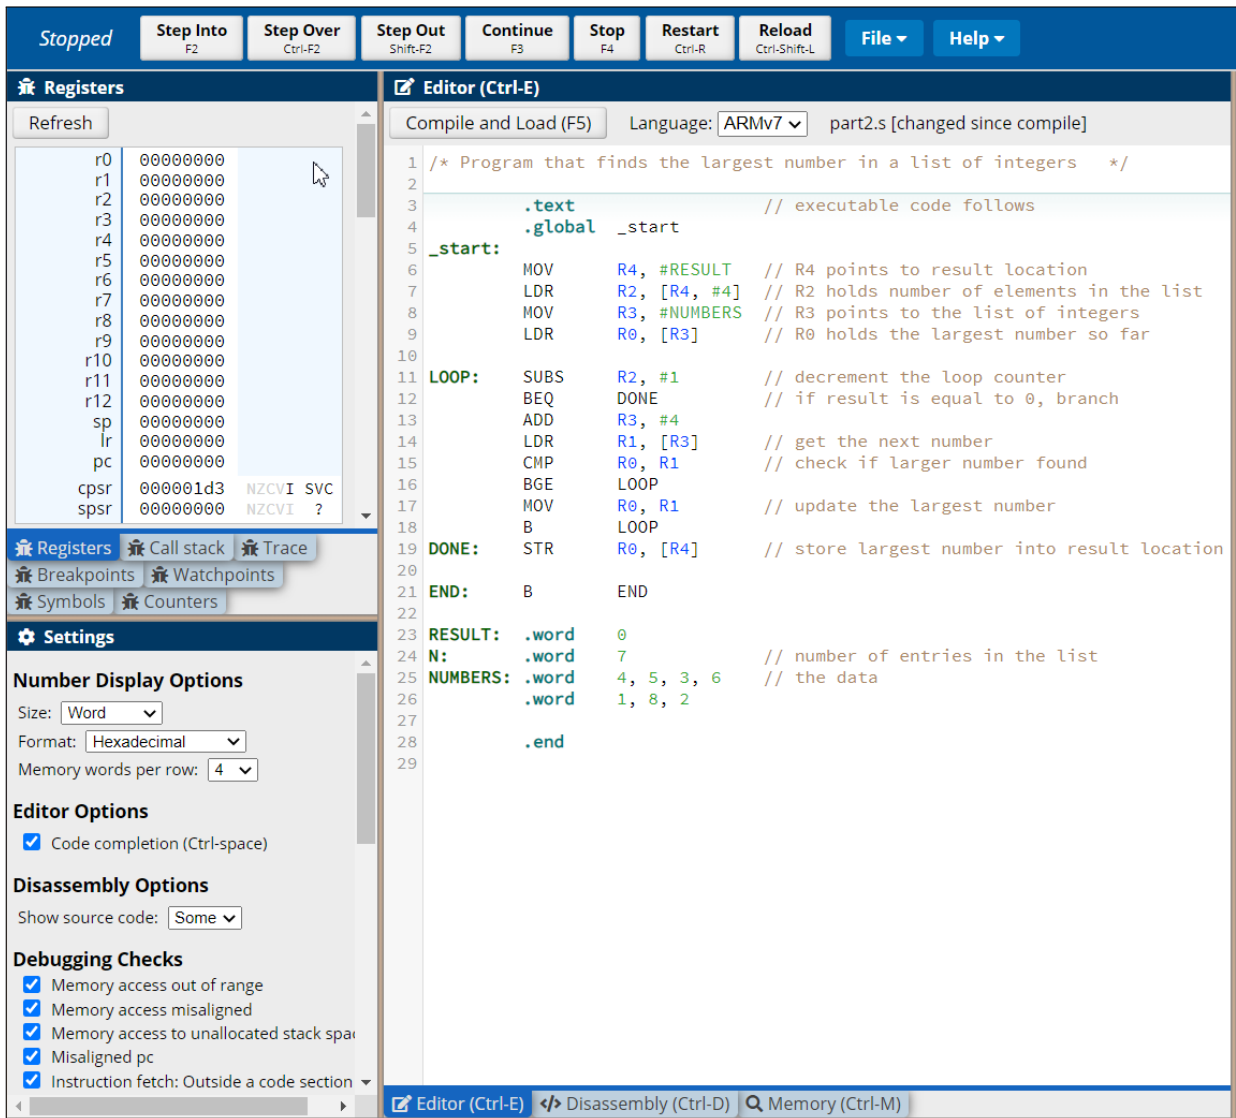 Stopped
Step Into
F2
Step Over
Ctrl-F2
Step Out
Shift-F2
Continue
F3
Stop
F4
Restart
Ctrl-R
Reload
Ctrl-Shift-L
File
Help
Registers
Refresh
r0 00000000
r1 00000000
r2 00000000
r3 00000000
r4 00000000
r5 00000000
r6 00000000
r7 00000000
r8 00000000
r9 00000000
r10 00000000
r11 00000000
r12 00000000
sp 00000000
lr 00000000
pc 00000000
cpsr 000001d3 NZCVI SVC
spsr 00000000 NZCVI ?
Registers Call stack Trace
Breakpoints Watchpoints
Symbols Counters
Settings
Number Display Options
Size: Word
Format: Hexadecimal
Memory words per row: 4
Editor Options
Code completion (Ctrl-space)
Disassembly Options
Show source code: Some
Debugging Checks
Memory access out of range
Memory access misaligned
Memory access to unallocated stack spa
Misaligned pc
Instruction fetch: Outside a code section
Editor (Ctrl-E)
Compile and Load (F5) Language: ARMv7 part2.s [changed since compile]
1 /* Program that finds the largest number in a list of integers */
2
3 .text // executable code follows
4 .global _start
5 _start:
6 MOV R4, #RESULT // R4 points to result location
7 LDR R2, [R4, #4] // R2 holds number of elements in the list
8 MOV R3, #NUMBERS // R3 points to the list of integers
9 LDR R0, [R3] // R0 holds the largest number so far
10
11 LOOP: SUBS R2, #1 // decrement the loop counter
12 BEQ DONE // if result is equal to 0, branch
13 ADD R3, #4
14 LDR R1, [R3] // get the next number
15 CMP R0, R1 // check if larger number found
16 BGE LOOP
17 MOV R0, R1 // update the largest number
18 B LOOP
19 DONE: STR R0, [R4] // store largest number into result location
20
21 END: B END
22
23 RESULT: .word 0
24 N: .word 7 // number of entries in the list
25 NUMBERS: .word 4, 5, 3, 6 // the data
26 .word 1, 8, 2
27
28 .end
29
Editor (Ctrl-E) Disassembly (Ctrl-D) Memory (Ctrl-M)